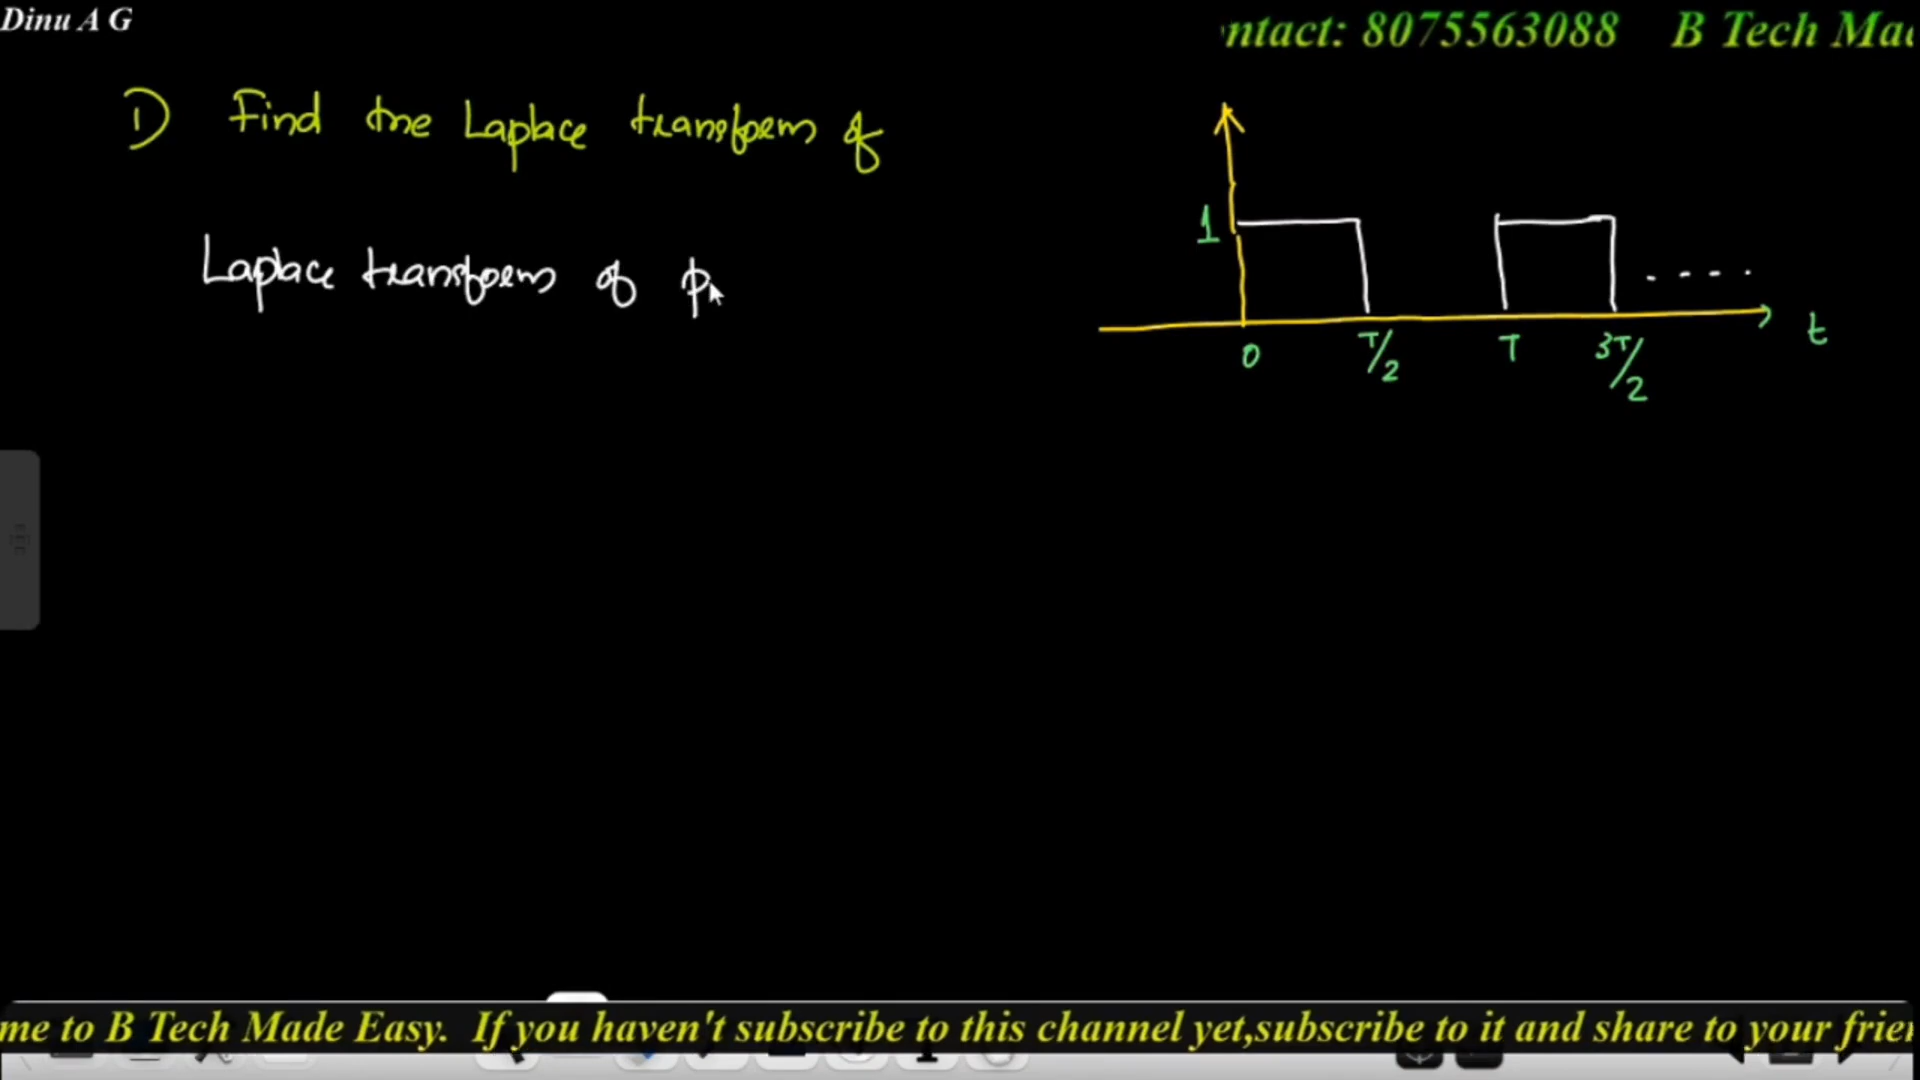 Dinu A G
ntact: 8075563088 B Tech Mad
1) Find the Laplace transform of
Laplace transform of p
1
0 T/2 T 3T/2 t
me to B Tech Made Easy. If you haven't subscribe to this channel yet,subscribe to it and share to your frien